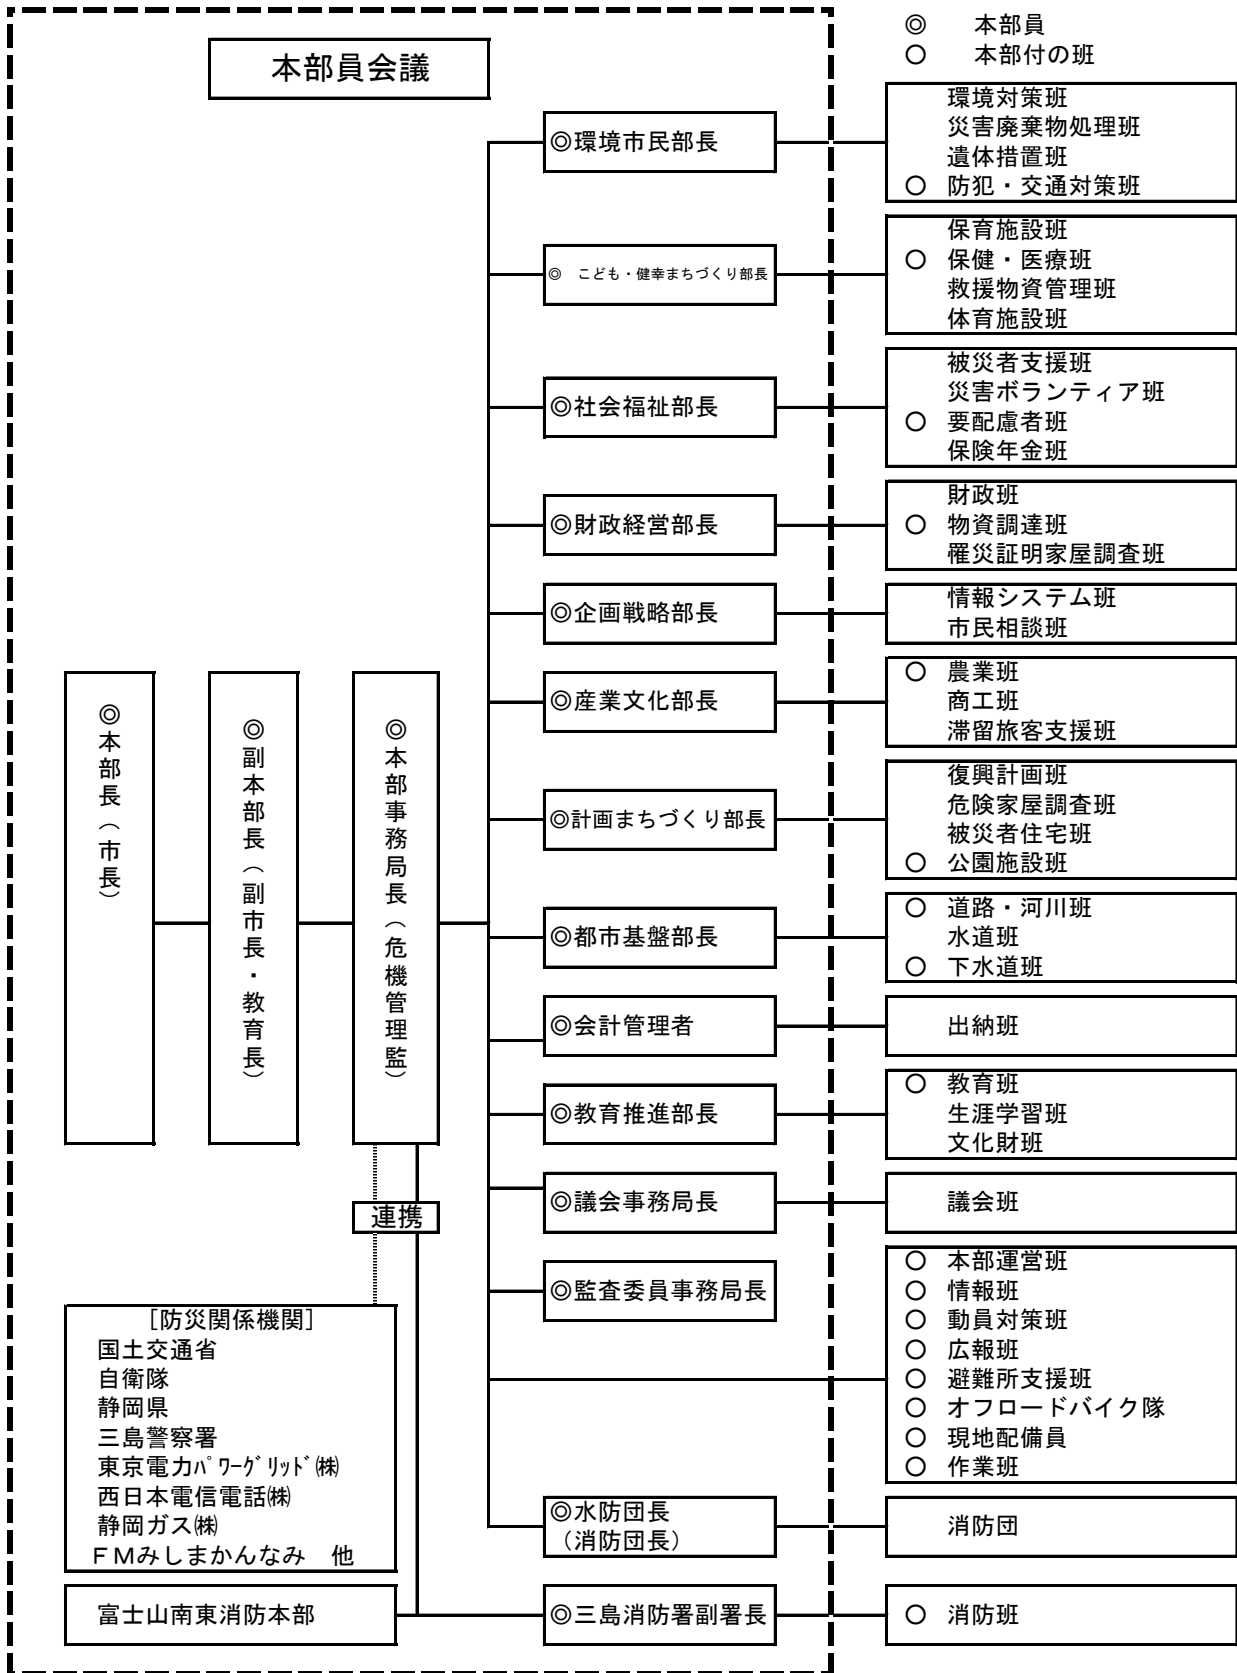 ◎　本部員
○　本部付の班
本部員会議
◎本部長（市長）
◎副本部長（副市長・教育長）
◎本部事務局長（危機管理監）
◎環境市民部長
環境対策班
災害廃棄物処理班
遺体措置班
○ 防犯・交通対策班
◎　こども・健幸まちづくり部長
保育施設班
○ 保健・医療班
救援物資管理班
体育施設班
◎社会福祉部長
被災者支援班
災害ボランティア班
○ 要配慮者班
保険年金班
◎財政経営部長
財政班
○ 物資調達班
罹災証明家屋調査班
◎企画戦略部長
情報システム班
市民相談班
◎産業文化部長
○ 農業班
商工班
滞留旅客支援班
◎計画まちづくり部長
復興計画班
危険家屋調査班
被災者住宅班
○ 公園施設班
◎都市基盤部長
○ 道路・河川班
水道班
○ 下水道班
◎会計管理者
出納班
◎教育推進部長
○ 教育班
生涯学習班
文化財班
◎議会事務局長
議会班
◎監査委員事務局長
○ 本部運営班
○ 情報班
○ 動員対策班
○ 広報班
○ 避難所支援班
○ オフロードバイク隊
○ 現地配備員
○ 作業班
◎水防団長
（消防団長）
消防団
連携
［防災関係機関］
国土交通省
自衛隊
静岡県
三島警察署
東京電力ﾊﾟﾜｰｸﾞﾘｯﾄﾞ㈱
西日本電信電話㈱
静岡ガス㈱
ＦＭみしまかんなみ　他
富士山南東消防本部
◎三島消防署副署長
○ 消防班